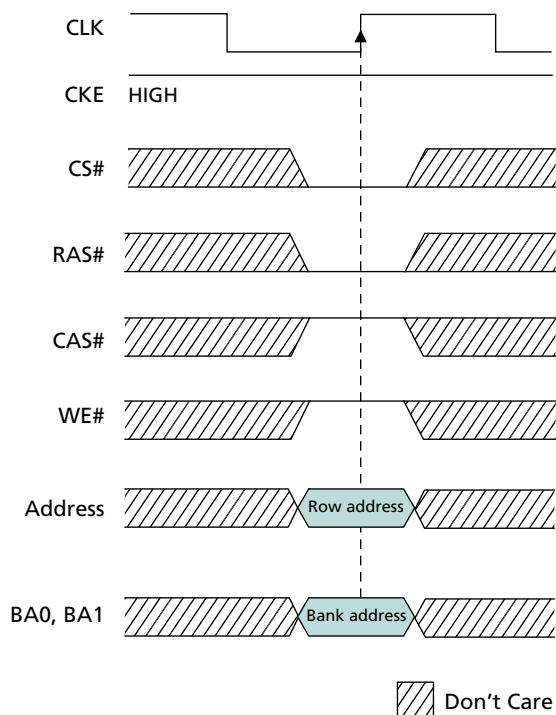 CLK
CKE HIGH
CS#
RAS#
CAS#
WE#
Address Row address
BA0, BA1 Bank address
Don't Care